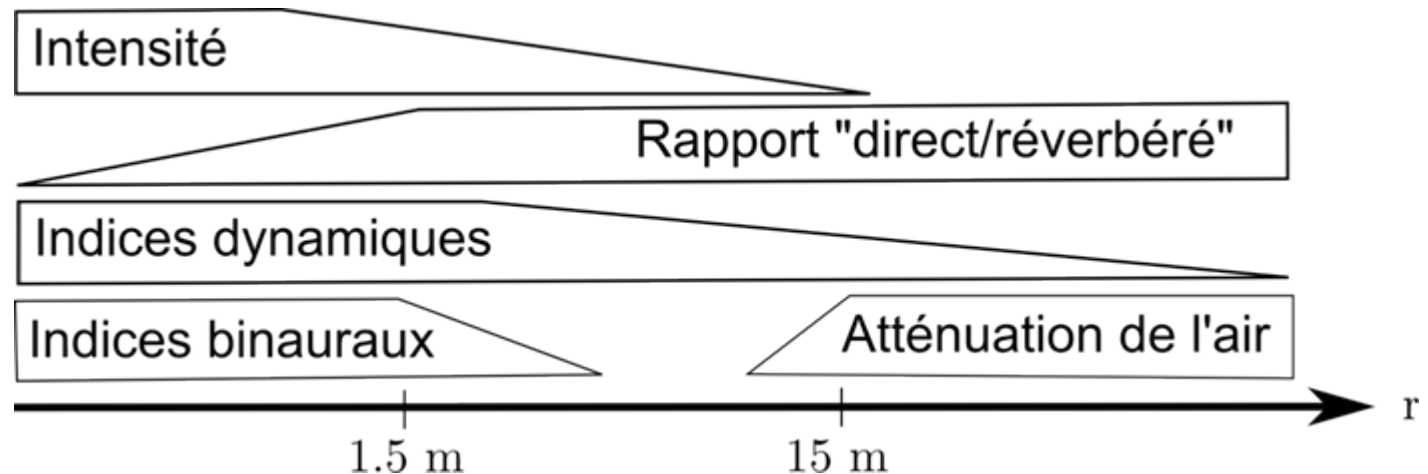 Intensité
Rapport "direct/réverbéré"
Indices dynamiques
Indices binauraux
Atténuation de l'air
r
1.5 m
15 m